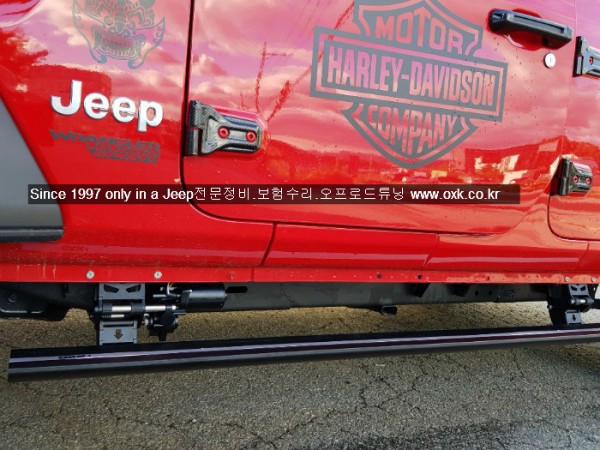 MOTOR
HARLEY-DAVIDSON
COMPANY
Jeep
WRANGLER
Since 1997 only in a Jeep전문정비.보험수리.오프로드튜닝 www.oxk.co.kr